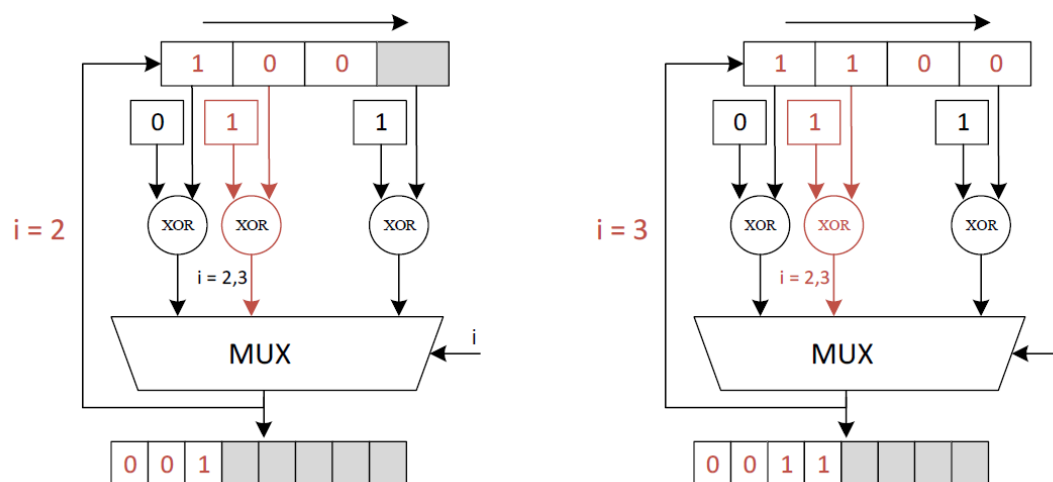 1 0 0
0 1 1
XOR XOR XOR
i = 2
i = 2,3
MUX
i
0 0 1
1 1 0 0
0 1 1
XOR XOR XOR
i = 3
i = 2,3
MUX
0 0 1 1